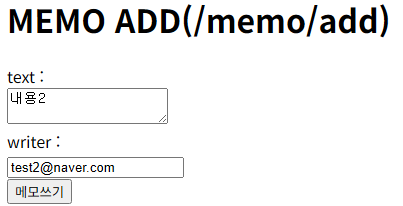 MEMO ADD(/memo/add)
text :
내용2
writer :
test2@naver.com
메모쓰기